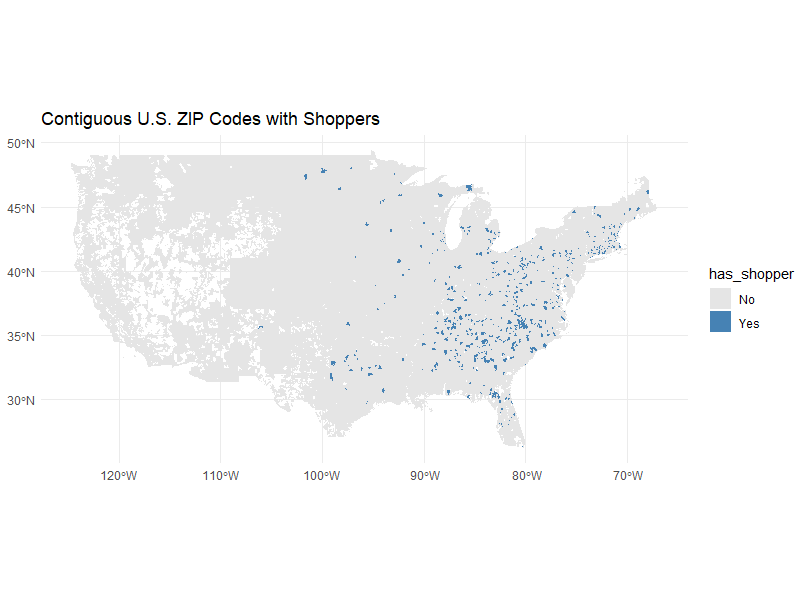 Contiguous U.S. ZIP Codes with Shoppers
50°N
45°N
40°N
35°N
30°N
120°W
110°W
100°W
90°W
80°W
70°W
has_shopper
No
Yes